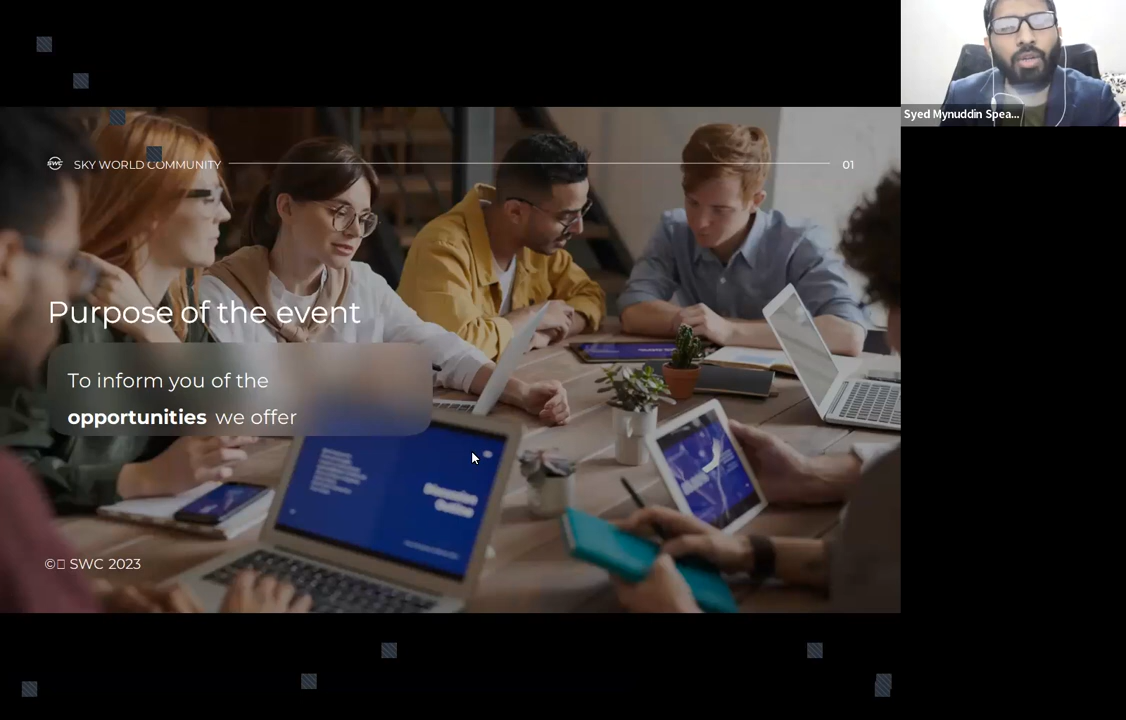 SWC SKY WORLD COMMUNITY 01
Syed Mynuddin Spea...
Purpose of the event
To inform you of the
opportunities we offer
© SWC 2023